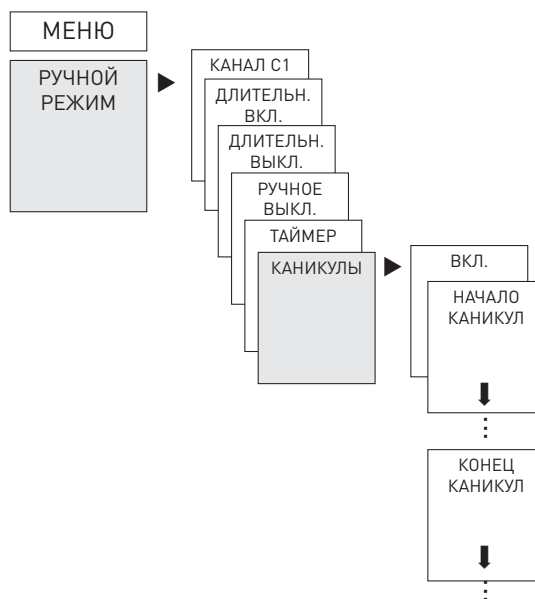 МЕНЮ
РУЧНОЙ
РЕЖИМ
КАНАЛ C1
ДЛИТЕЛЬН.
ВКЛ.
ДЛИТЕЛЬН.
ВЫКЛ.
РУЧНОЕ
ВЫКЛ.
ТАЙМЕР
КАНИКУЛЫ
ВКЛ.
НАЧАЛО
КАНИКУЛ
КОНЕЦ
КАНИКУЛ